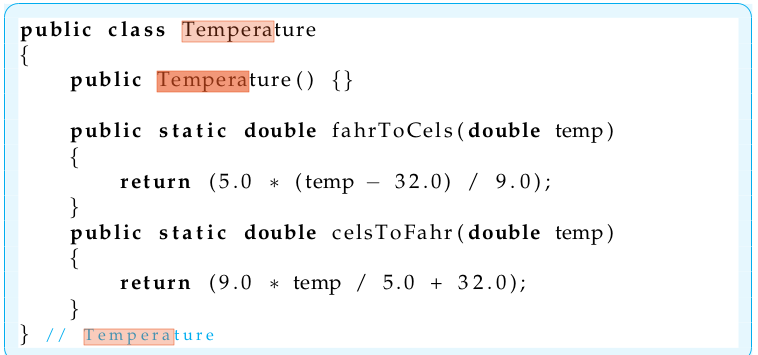 public class Temperature
{
    public Temperature() {}

    public static double fahrToCels(double temp)
    {
        return (5.0 * (temp − 32.0) / 9.0);
    }
    public static double celsToFahr(double temp)
    {
        return (9.0 * temp / 5.0 + 32.0);
    }
} // Temperature